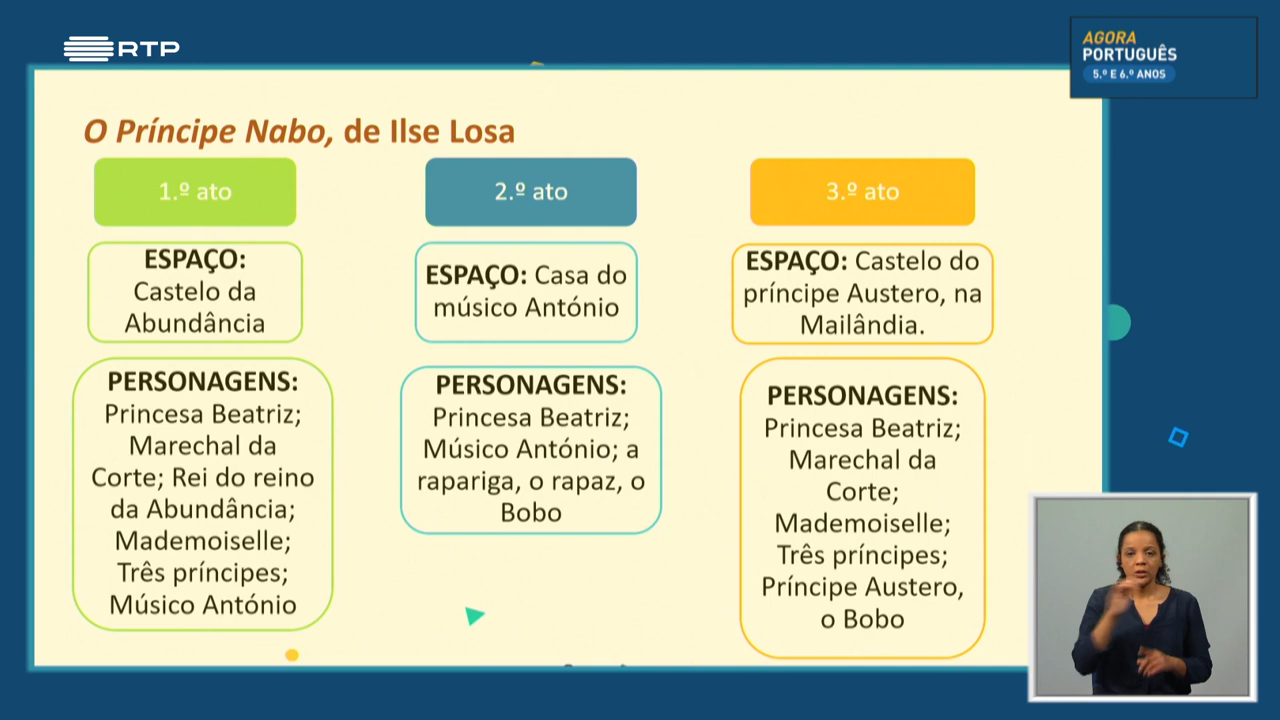 RTP
AGORA
PORTUGUÊS
5.º E 6.º ANOS
O Príncipe Nabo, de Ilse Losa
1.º ato
ESPAÇO:
Castelo da
Abundância
PERSONAGENS:
Princesa Beatriz;
Marechal da
Corte; Rei do reino
da Abundância;
Mademoiselle;
Três príncipes;
Músico António
2.º ato
ESPAÇO: Casa do
músico António
PERSONAGENS:
Princesa Beatriz;
Músico António; a
rapariga, o rapaz, o
Bobo
3.º ato
ESPAÇO: Castelo do
príncipe Austero, na
Mailândia.
PERSONAGENS:
Princesa Beatriz;
Marechal da
Corte;
Mademoiselle;
Três príncipes;
Príncipe Austero,
o Bobo